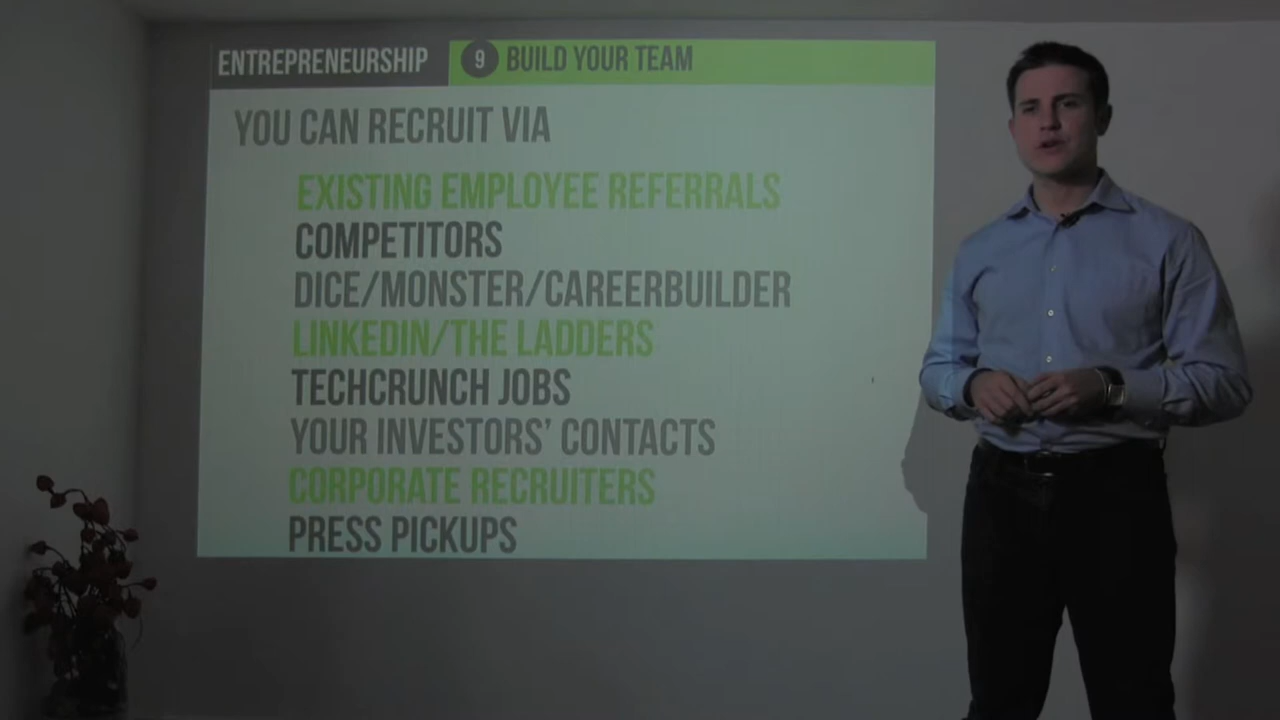 ENTREPRENEURSHIP 9 BUILD YOUR TEAM
YOU CAN RECRUIT VIA
EXISTING EMPLOYEE REFERRALS
COMPETITORS
DICE/MONSTER/CAREERBUILDER
LINKEDIN/THE LADDERS
TECHCRUNCH JOBS
YOUR INVESTORS' CONTACTS
CORPORATE RECRUITERS
PRESS PICKUPS